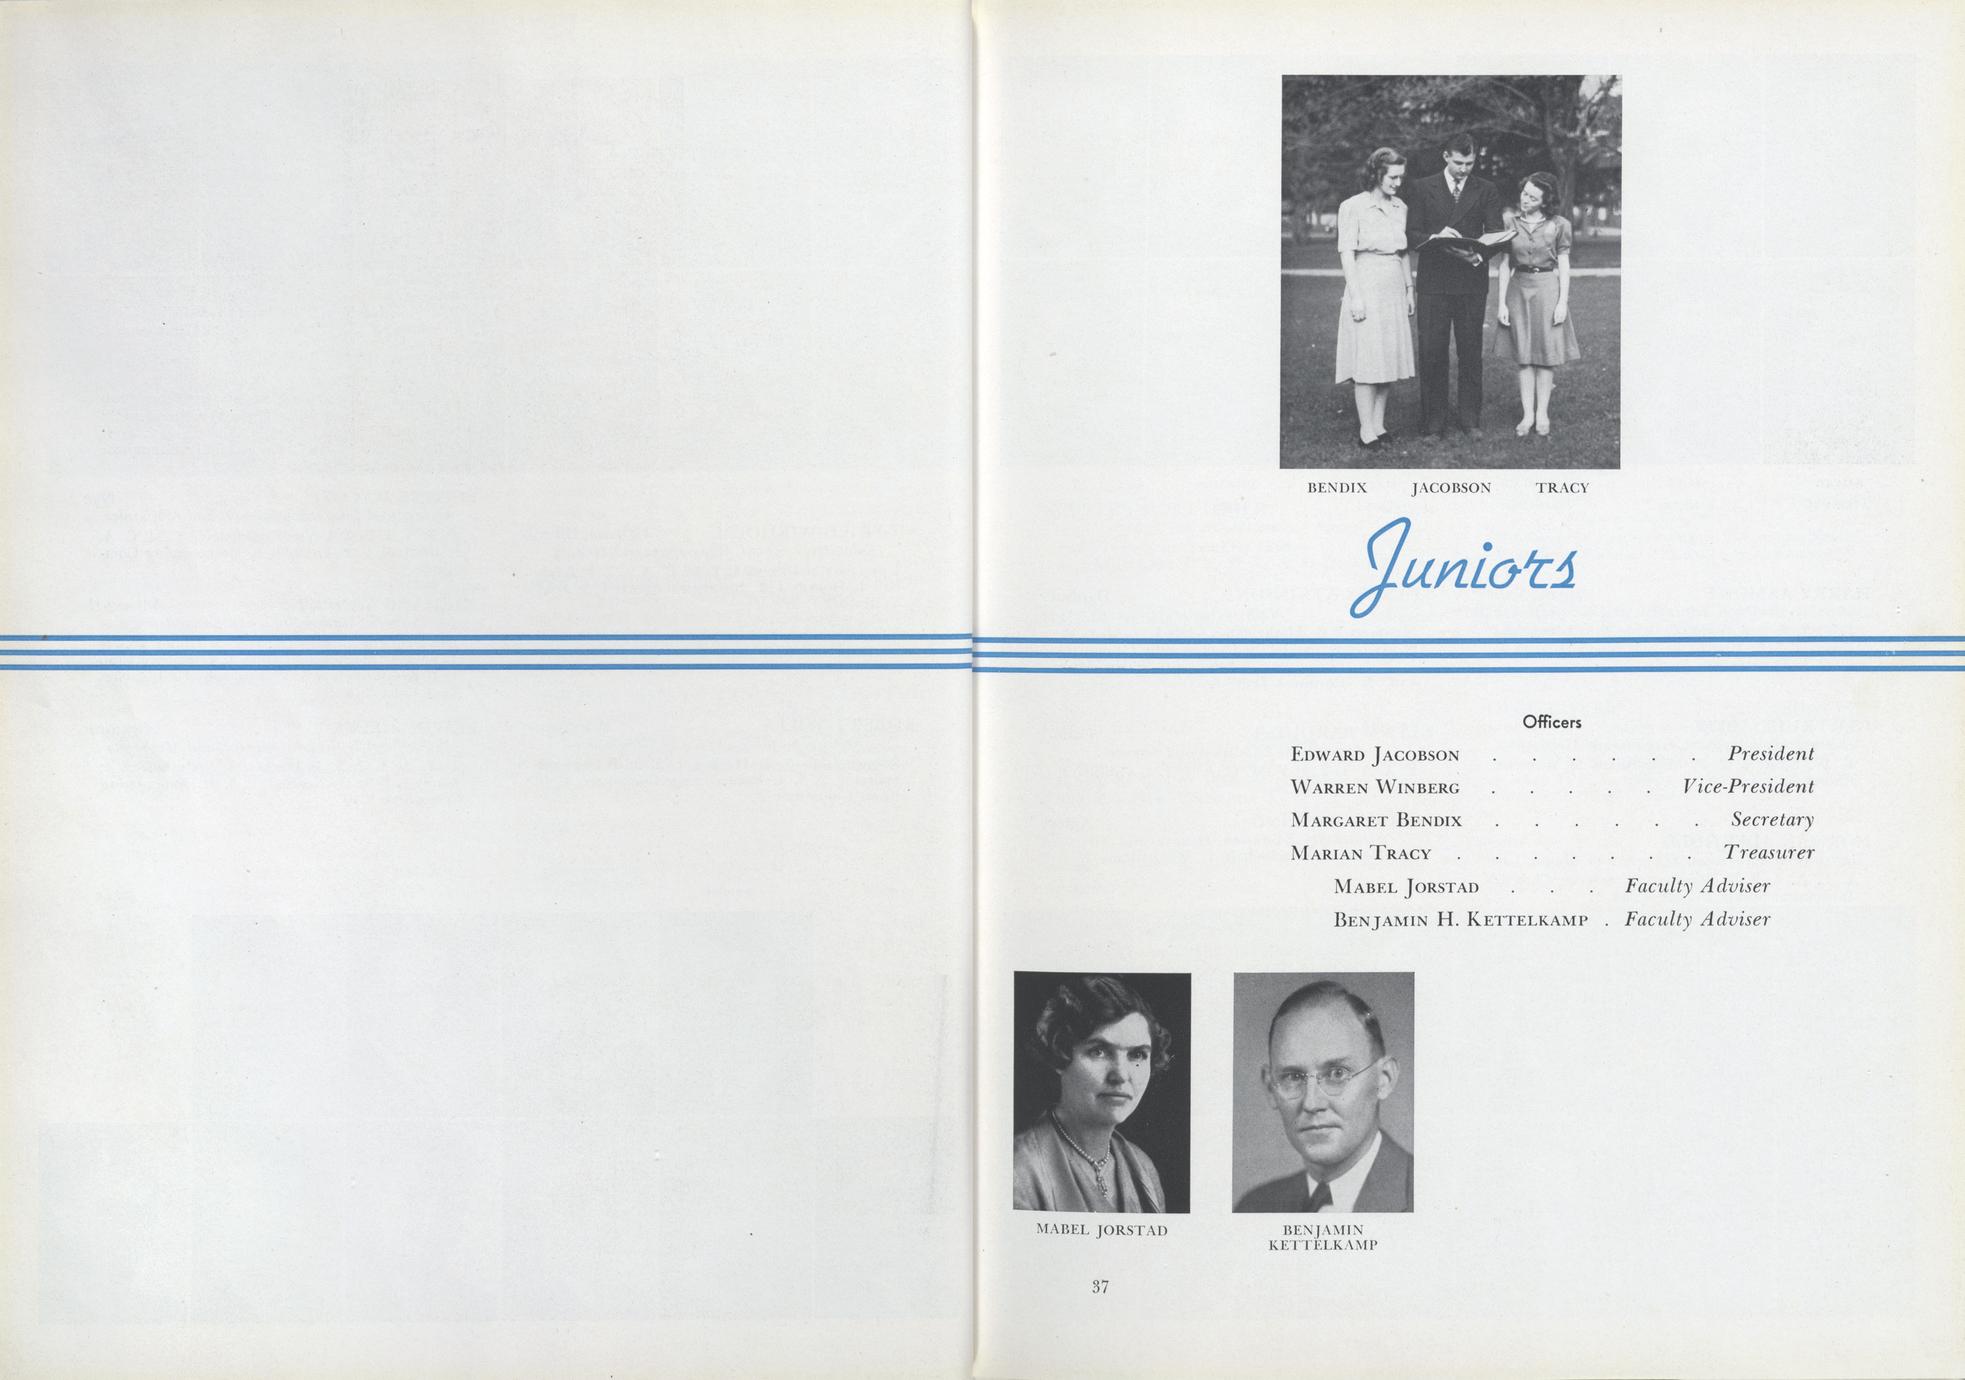 BENDIX JACOBSON TRACY
Juniors
Officers
EDWARD JACOBSON . . . . . . President
WARREN WINBERG . . . . . Vice-President
MARGARET BENDIX . . . . . . Secretary
MARIAN TRACY . . . . . . . Treasurer
MABEL JORSTAD . . . Faculty Adviser
BENJAMIN H. KETTELKAMP . Faculty Adviser
MABEL JORSTAD
BENJAMIN
KETTELKAMP
37